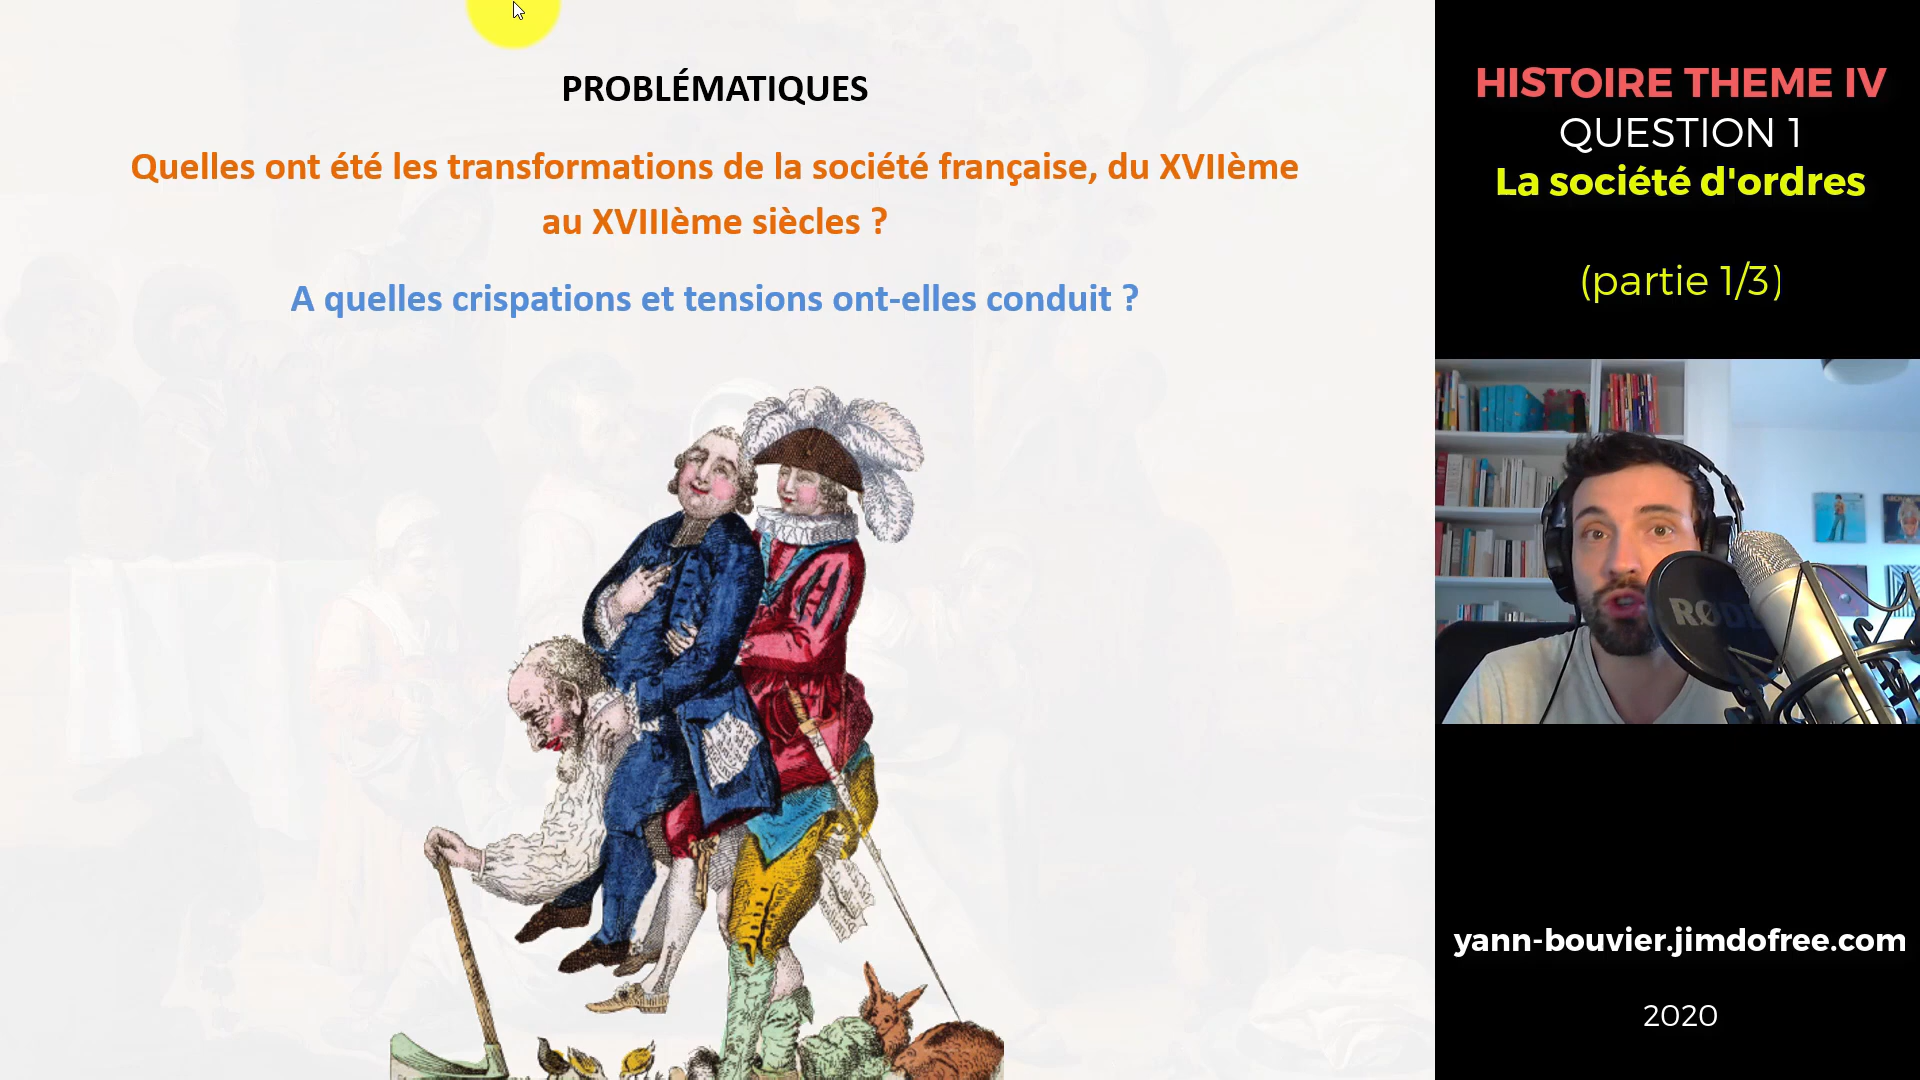 PROBLÉMATIQUES
Quelles ont été les transformations de la société française, du XVIIème
au XVIIIème siècles ?
A quelles crispations et tensions ont-elles conduit ?
HISTOIRE THEME IV
QUESTION 1
La société d'ordres
(partie 1/3)
RØDE
yann-bouvier.jimdofree.com
2020